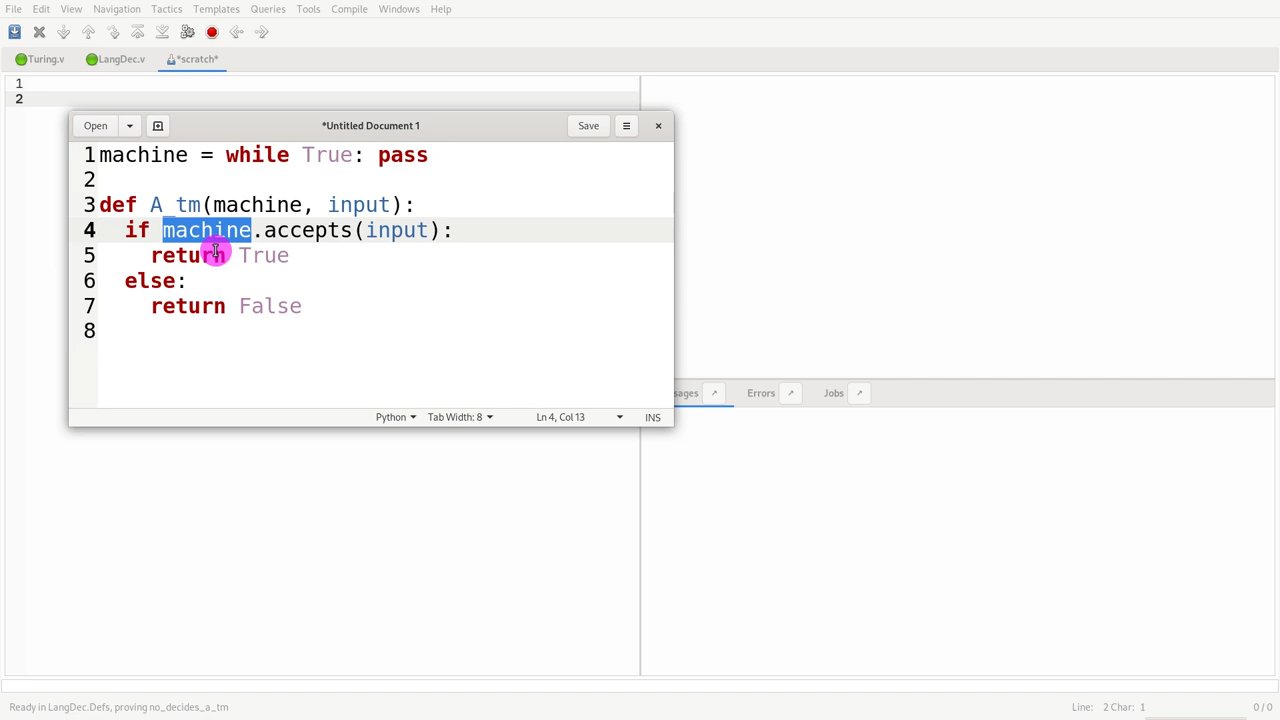 File Edit View Navigation Tactics Templates Queries Tools Compile Windows Help
Turing.v LangDec.v *scratch*
1
2
Open *Untitled Document 1 Save
1 machine = while True: pass
2
3 def A_tm(machine, input):
4 if machine.accepts(input):
5 return True
6 else:
7 return False
8
Python Tab Width: 8 Ln 4, Col 13 INS
sages Errors Jobs
Ready in LangDec.Defs, proving no_decides_a_tm Line: 2 Char: 1 0 / 0